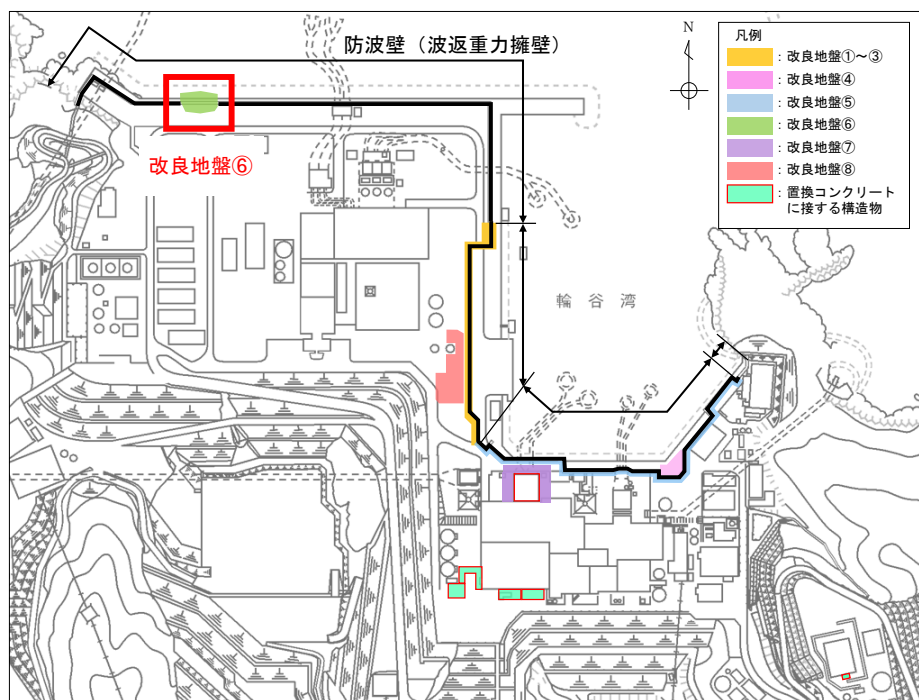 防波壁（波返重力擁壁）
N
凡例
：改良地盤①～③
：改良地盤④
：改良地盤⑤
：改良地盤⑥
：改良地盤⑦
：改良地盤⑧
：置換コンクリート
に接する構造物
改良地盤⑥
輪谷湾